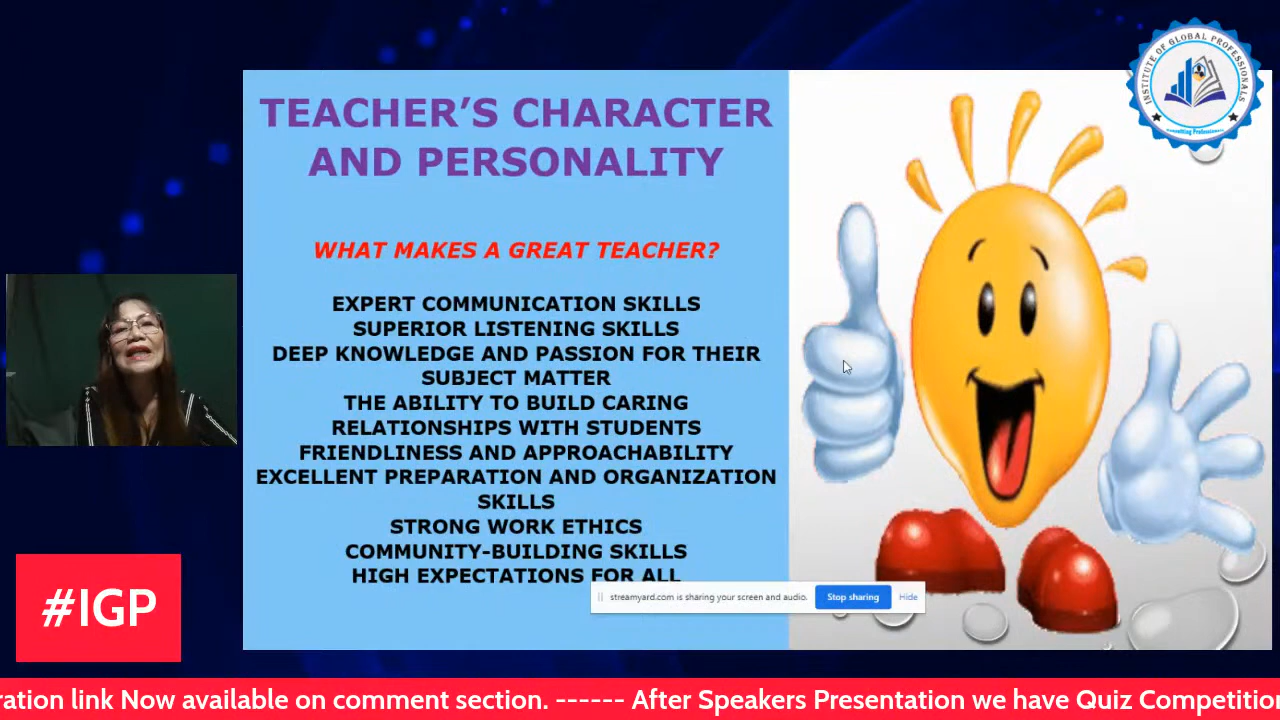 TEACHER'S CHARACTER
AND PERSONALITY
WHAT MAKES A GREAT TEACHER?
EXPERT COMMUNICATION SKILLS
SUPERIOR LISTENING SKILLS
DEEP KNOWLEDGE AND PASSION FOR THEIR
SUBJECT MATTER
THE ABILITY TO BUILD CARING
RELATIONSHIPS WITH STUDENTS
FRIENDLINESS AND APPROACHABILITY
EXCELLENT PREPARATION AND ORGANIZATION
SKILLS
STRONG WORK ETHICS
COMMUNITY-BUILDING SKILLS
HIGH EXPECTATIONS FOR ALL
streamyard.com is sharing your screen and audio.
Stop sharing
Hide
INSTITUTE OF GLOBAL PROFESSIONALS
#IGP
ration link Now available on comment section. ------ After Speakers Presentation we have Quiz Competitio